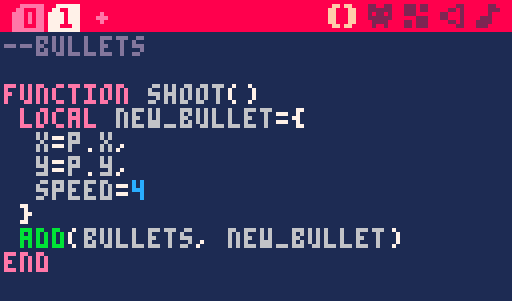 0 1 +
--BULLETS
FUNCTION SHOOT()
LOCAL NEW_BULLET={
X=P.X,
Y=P.Y,
SPEED=4
}
ADD(BULLETS, NEW_BULLET)
END